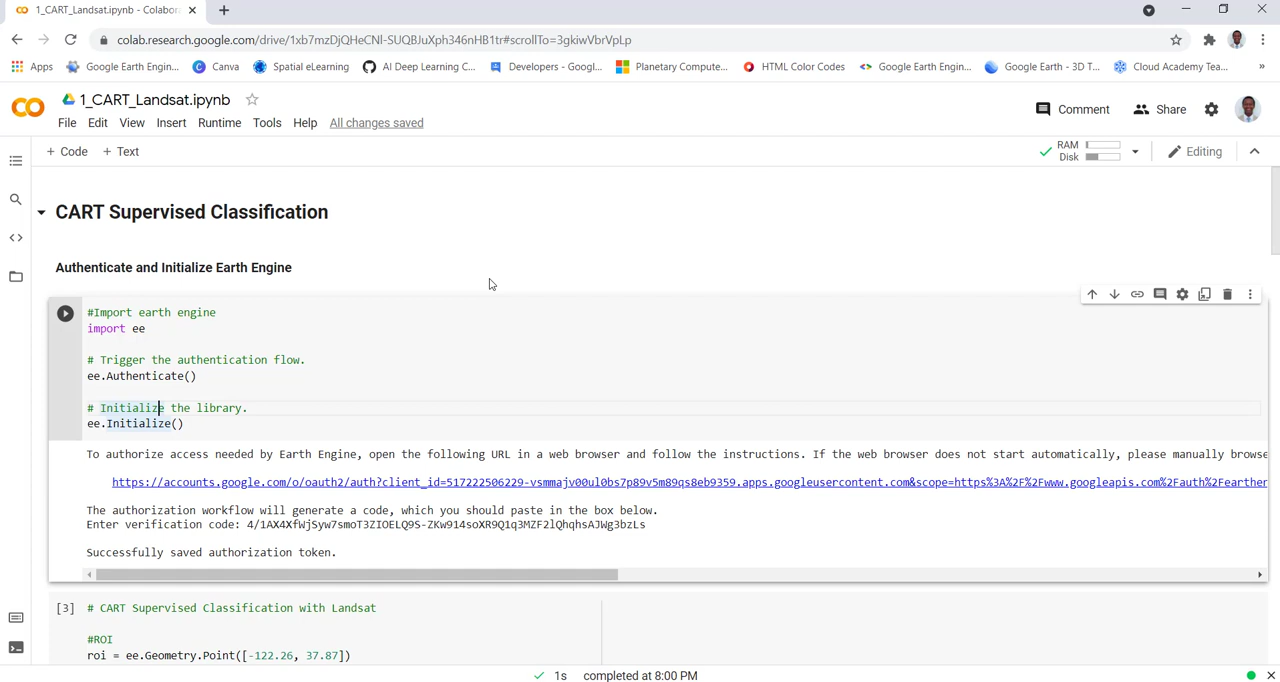 1_CART_Landsat.ipynb - Colabor
colab.research.google.com/drive/1xb7mzDjQHeCNI-SUQBJuXph346nHB1tr#scrollTo=3gkiwVbrVpLp
Apps Google Earth Engin... Canva Spatial eLearning AI Deep Learning C... Developers - Googl... Planetary Compute... HTML Color Codes Google Earth Engin... Google Earth - 3D T... Cloud Academy Tea... »
1_CART_Landsat.ipynb
Comment Share
File Edit View Insert Runtime Tools Help All changes saved
+ Code + Text RAM Disk Editing
CART Supervised Classification
Authenticate and Initialize Earth Engine
#Import earth engine
import ee
# Trigger the authentication flow.
ee.Authenticate()
# Initialize the library.
ee.Initialize()
To authorize access needed by Earth Engine, open the following URL in a web browser and follow the instructions. If the web browser does not start automatically, please manually browse
https://accounts.google.com/o/oauth2/auth?client_id=517222506229-vsmmajv00ul0bs7p89v5m89qs8eb9359.apps.googleusercontent.com&scope=https%3A%2F%2Fwww.googleapis.com%2Fauth%2Fearther
The authorization workflow will generate a code, which you should paste in the box below.
Enter verification code: 4/1AX4XfWjSyw7smoT3ZIOELQ9S-ZKw914soXR9Q1q3MZF2lQhqhsAJWg3bzLs
Successfully saved authorization token.
[3] # CART Supervised Classification with Landsat
#ROI
roi = ee.Geometry.Point([-122.26, 37.87])
1s completed at 8:00 PM